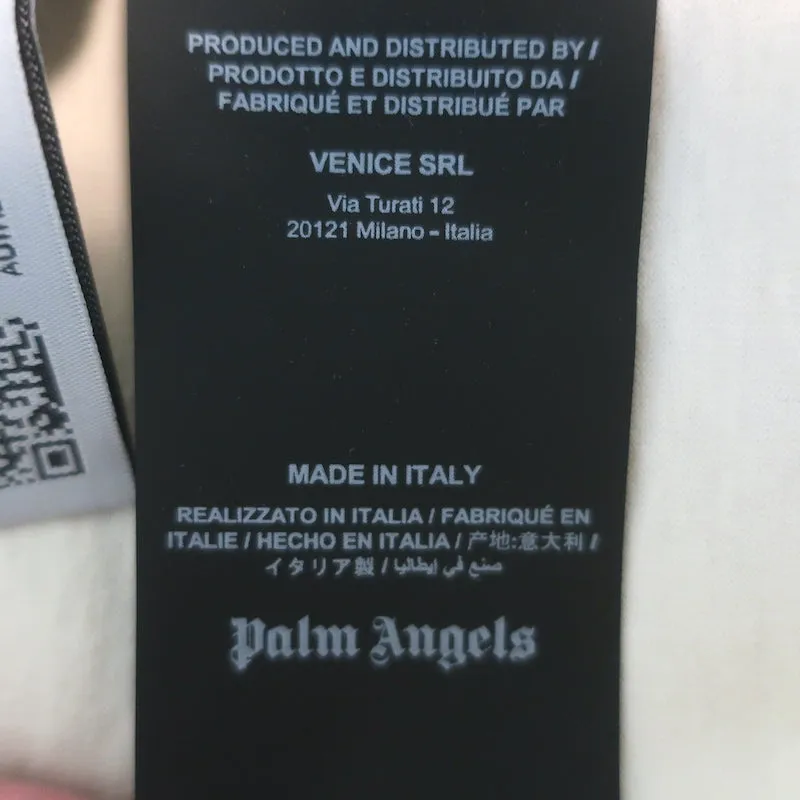 PRODUCED AND DISTRIBUTED BY /
PRODOTTO E DISTRIBUITO DA /
FABRIQUÉ ET DISTRIBUÉ PAR
VENICE SRL
Via Turati 12
20121 Milano - Italia
MADE IN ITALY
REALIZZATO IN ITALIA / FABRIQUÉ EN
ITALIE / HECHO EN ITALIA / 产地:意大利 /
イタリア製 / صنع في إيطاليا
Palm Angels